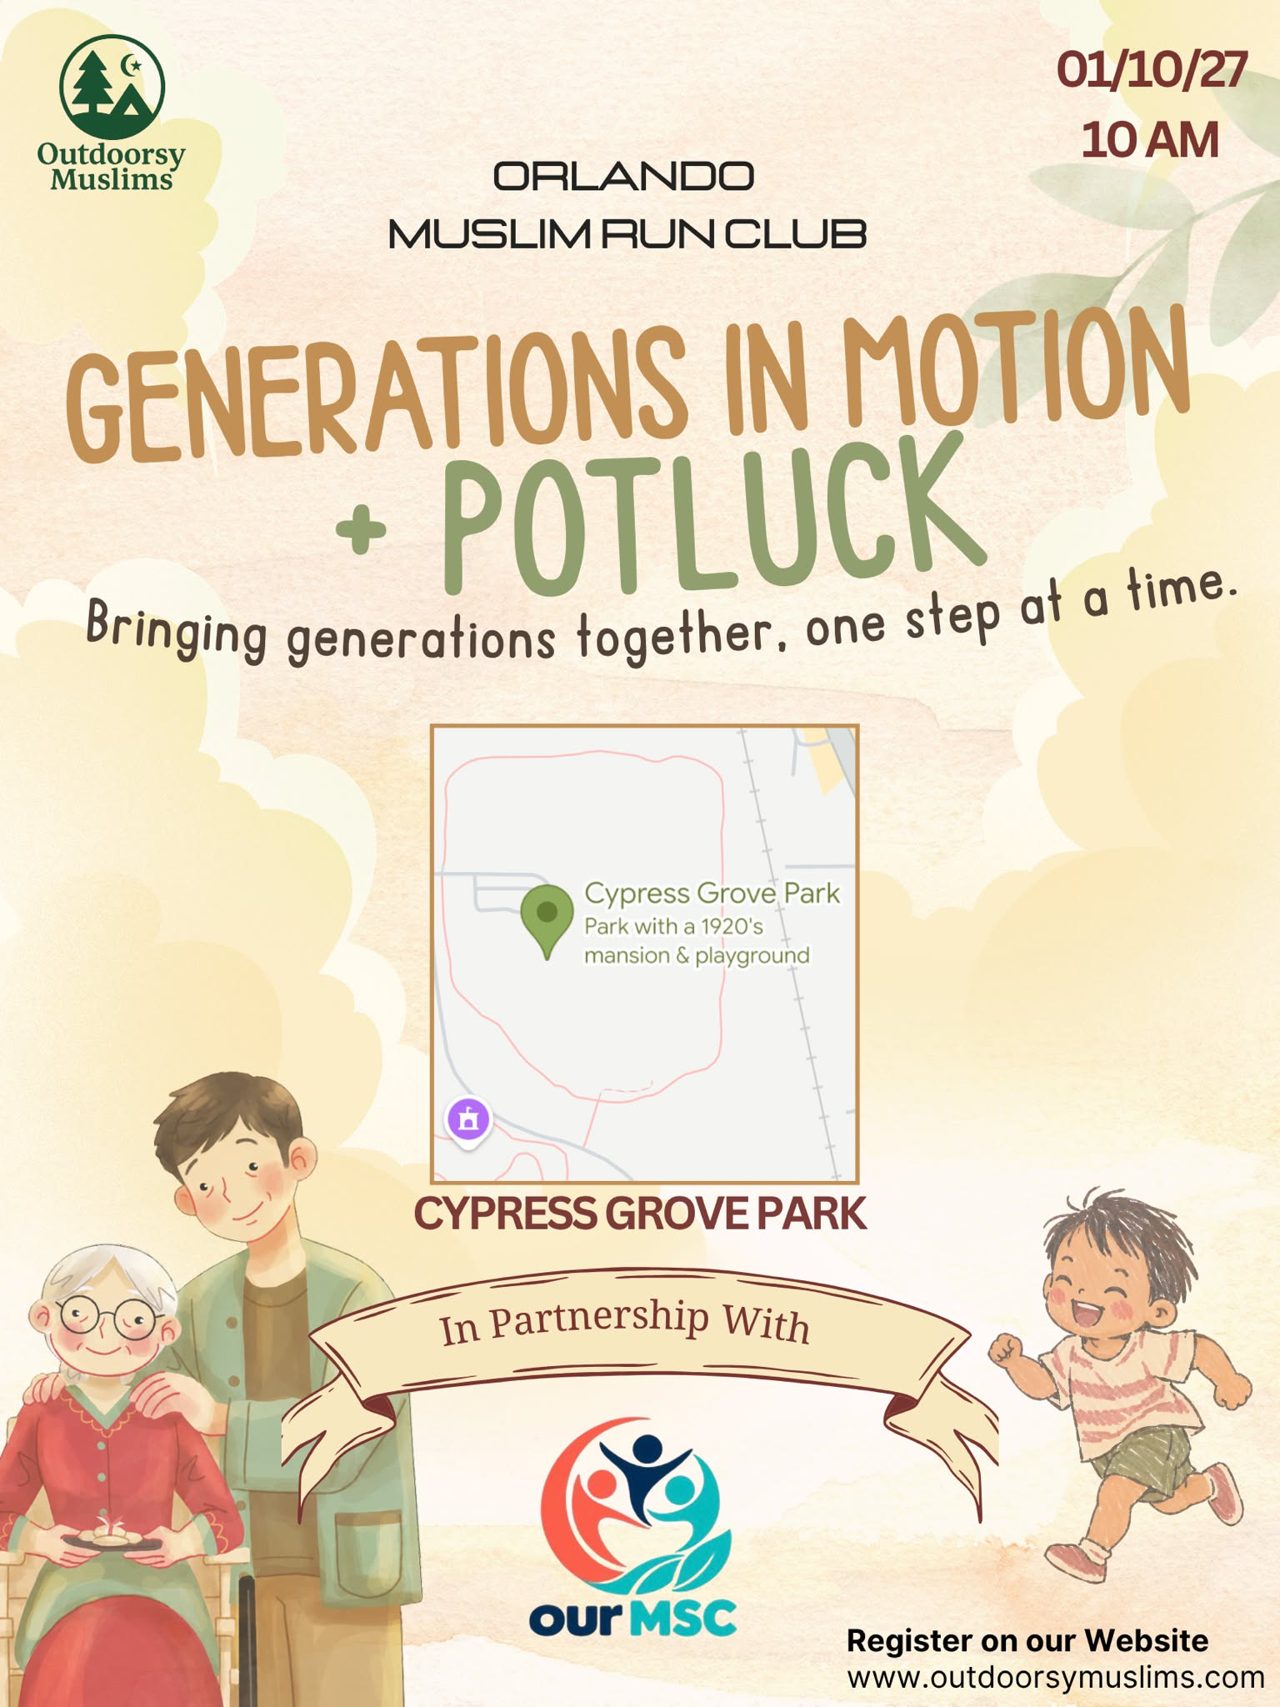 Outdoorsy
Muslims
01/10/27
10 AM
ORLANDO
MUSLIM RUN CLUB
GENERATIONS IN MOTION
+ POTLUCK
Bringing generations together, one step at a time.
Cypress Grove Park
Park with a 1920's
mansion & playground
CYPRESS GROVE PARK
In Partnership With
our MSC
Register on our Website
www.outdoorsymuslims.com